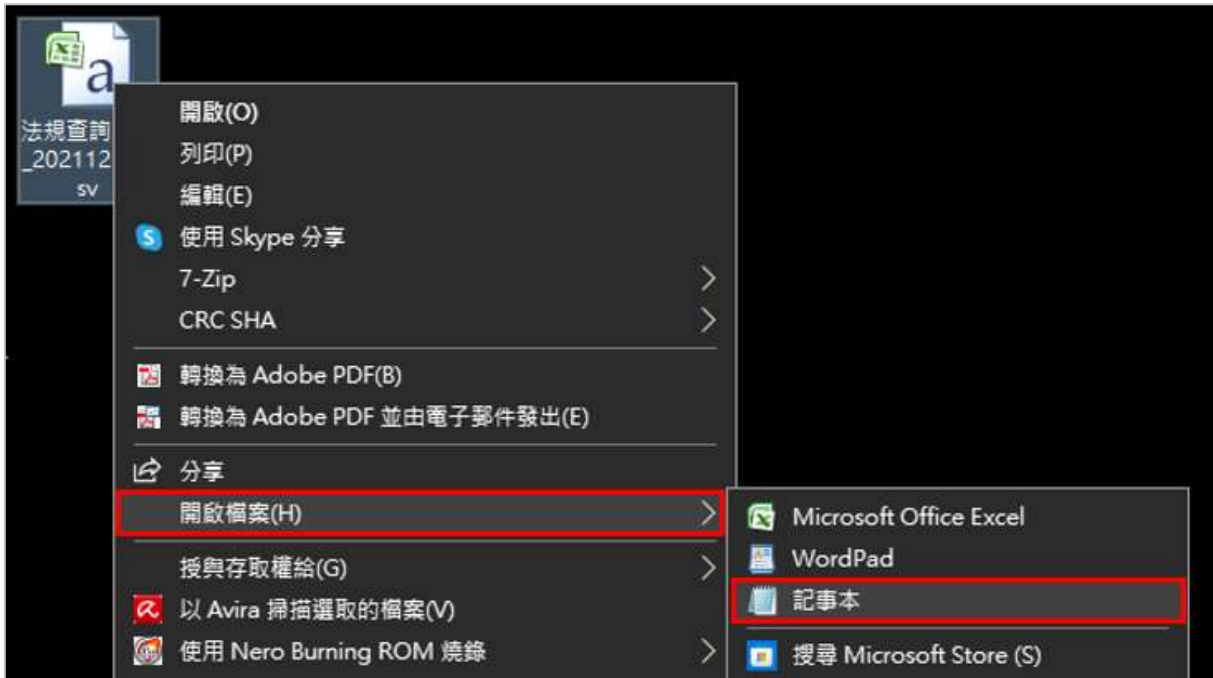 法規查詢
_202112
sv
開啟(O)
列印(P)
編輯(E)
使用 Skype 分享
7-Zip
CRC SHA
轉換為 Adobe PDF(B)
轉換為 Adobe PDF 並由電子郵件發出(E)
分享
開啟檔案(H)
授與存取權給(G)
以 Avira 掃描選取的檔案(V)
使用 Nero Burning ROM 燒錄
Microsoft Office Excel
WordPad
記事本
搜尋 Microsoft Store (S)